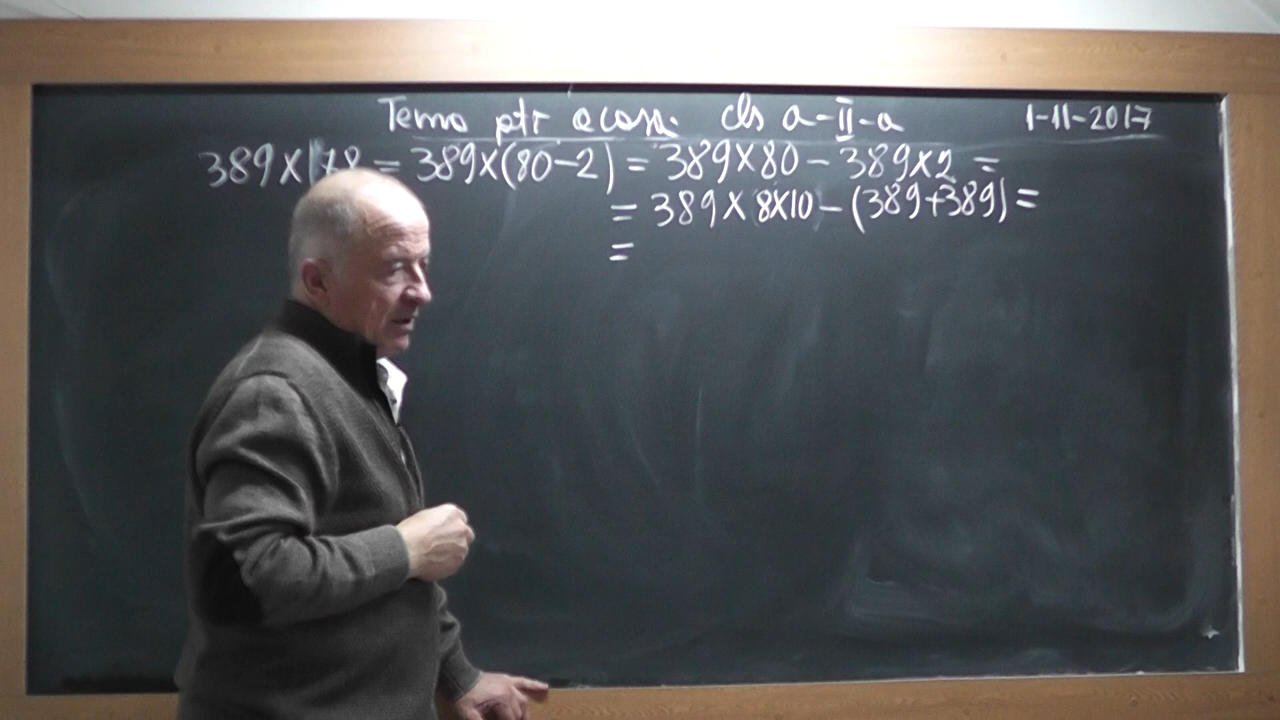 Tema ptr acasa. cls a-II-a 1-11-2017
389×78 = 389×(80-2) = 389×80 - 389×2 =
= 389×8×10 - (389+389) =
=